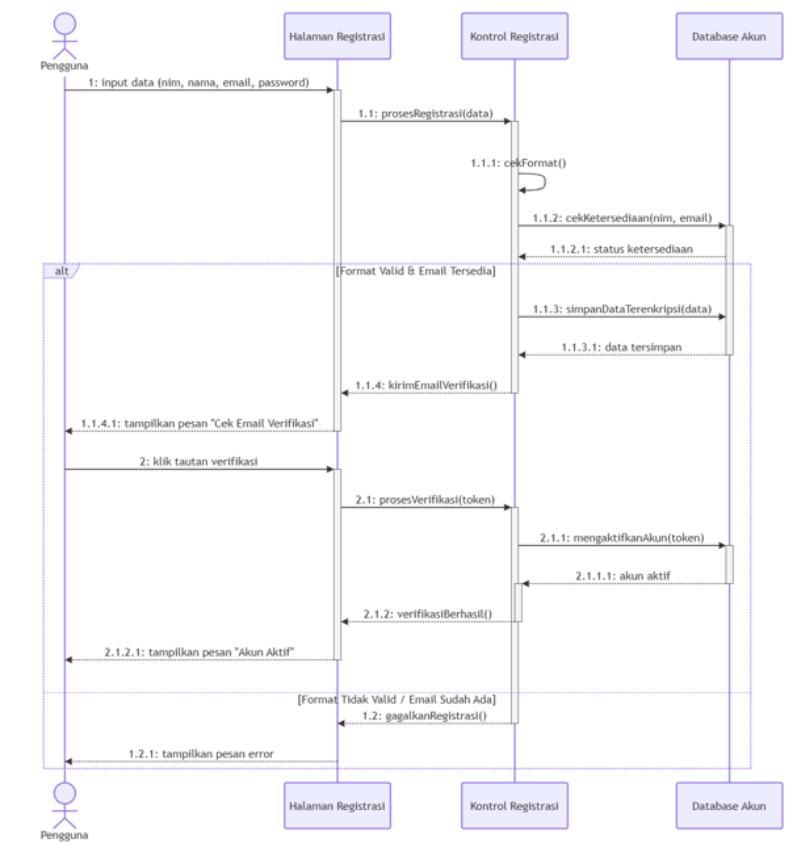 Halaman Registrasi
Kontrol Registrasi
Database Akun
Pengguna
1: input data (nim, nama, email, password)
1.1: prosesRegistrasi(data)
1.1.1: cekFormat()
1.1.2: cekKetersediaan(nim, email)
1.1.2.1: status ketersediaan
alt
[Format Valid & Email Tersedia]
1.1.3: simpanDataTerenkripsi(data)
1.1.3.1: data tersimpan
1.1.4: kirimEmailVerifikasi()
1.1.4.1: tampilkan pesan "Cek Email Verifikasi"
2: klik tautan verifikasi
2.1: prosesVerifikasi(token)
2.1.1: mengaktifkanAkun(token)
2.1.1.1: akun aktif
2.1.2: verifikasiBerhasil()
2.1.2.1: tampilkan pesan "Akun Aktif"
[Format Tidak Valid / Email Sudah Ada]
1.2: gagalkanRegistrasi()
1.2.1: tampilkan pesan error
Halaman Registrasi
Kontrol Registrasi
Database Akun
Pengguna